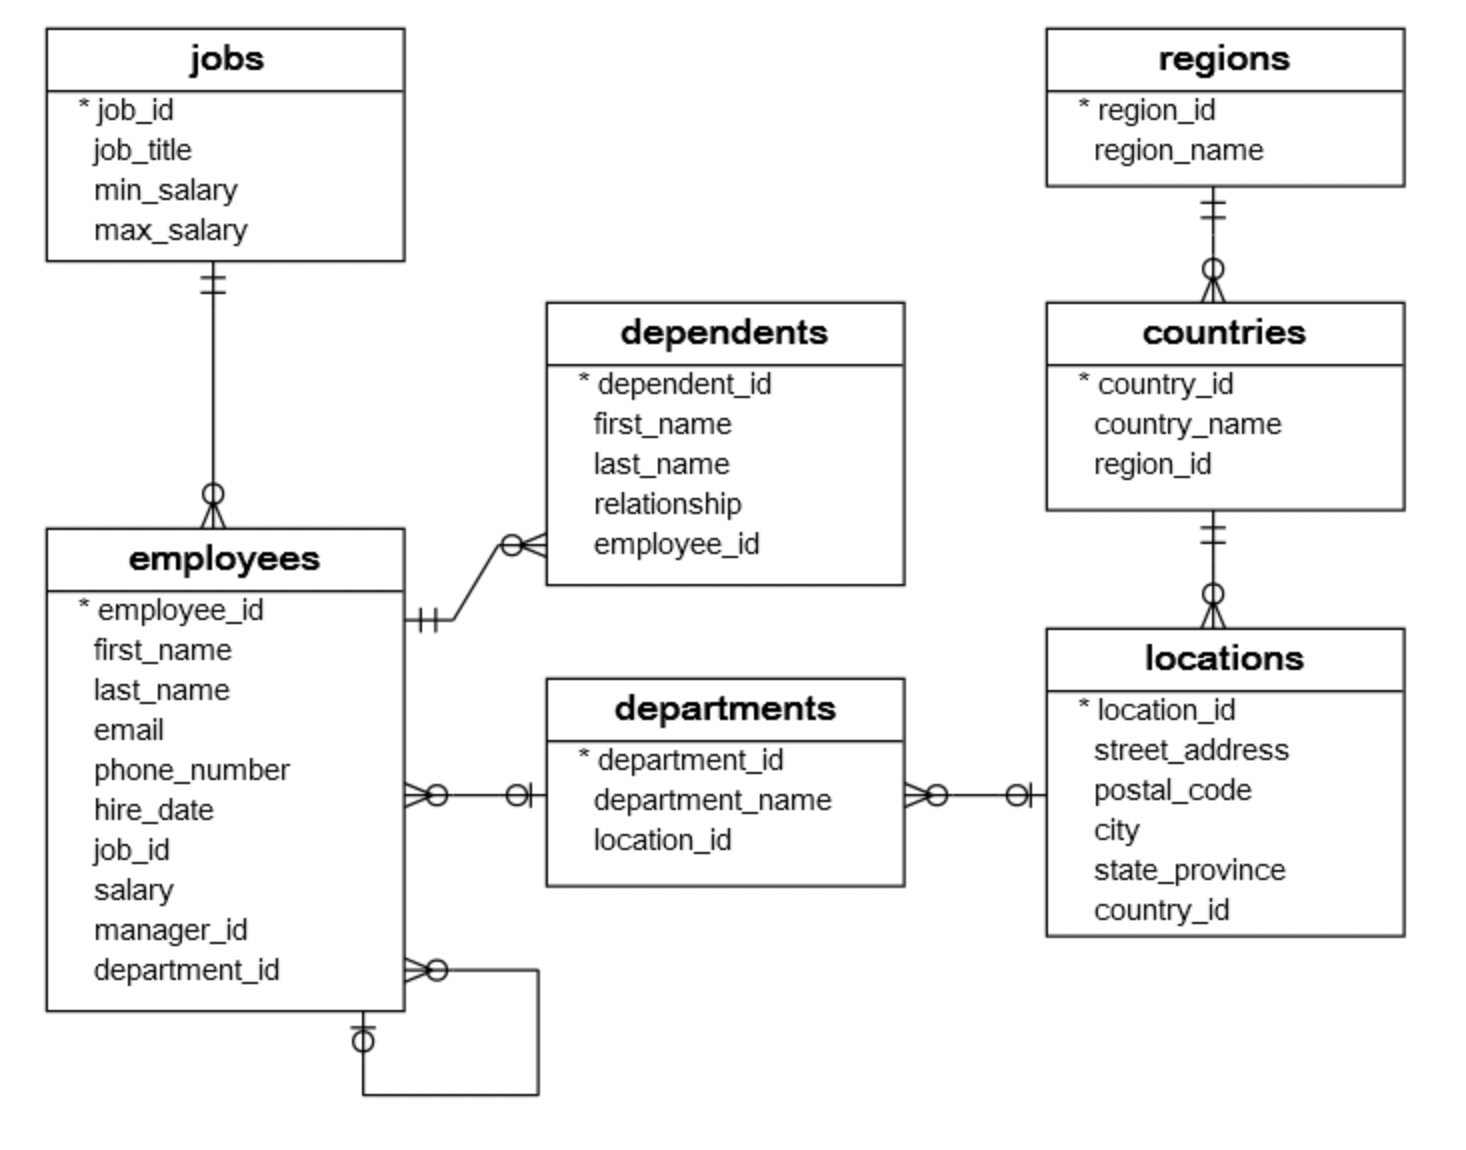 jobs
* job_id
job_title
min_salary
max_salary
regions
* region_id
region_name
dependents
* dependent_id
first_name
last_name
relationship
employee_id
countries
* country_id
country_name
region_id
employees
* employee_id
first_name
last_name
email
phone_number
hire_date
job_id
salary
manager_id
department_id
departments
* department_id
department_name
location_id
locations
* location_id
street_address
postal_code
city
state_province
country_id